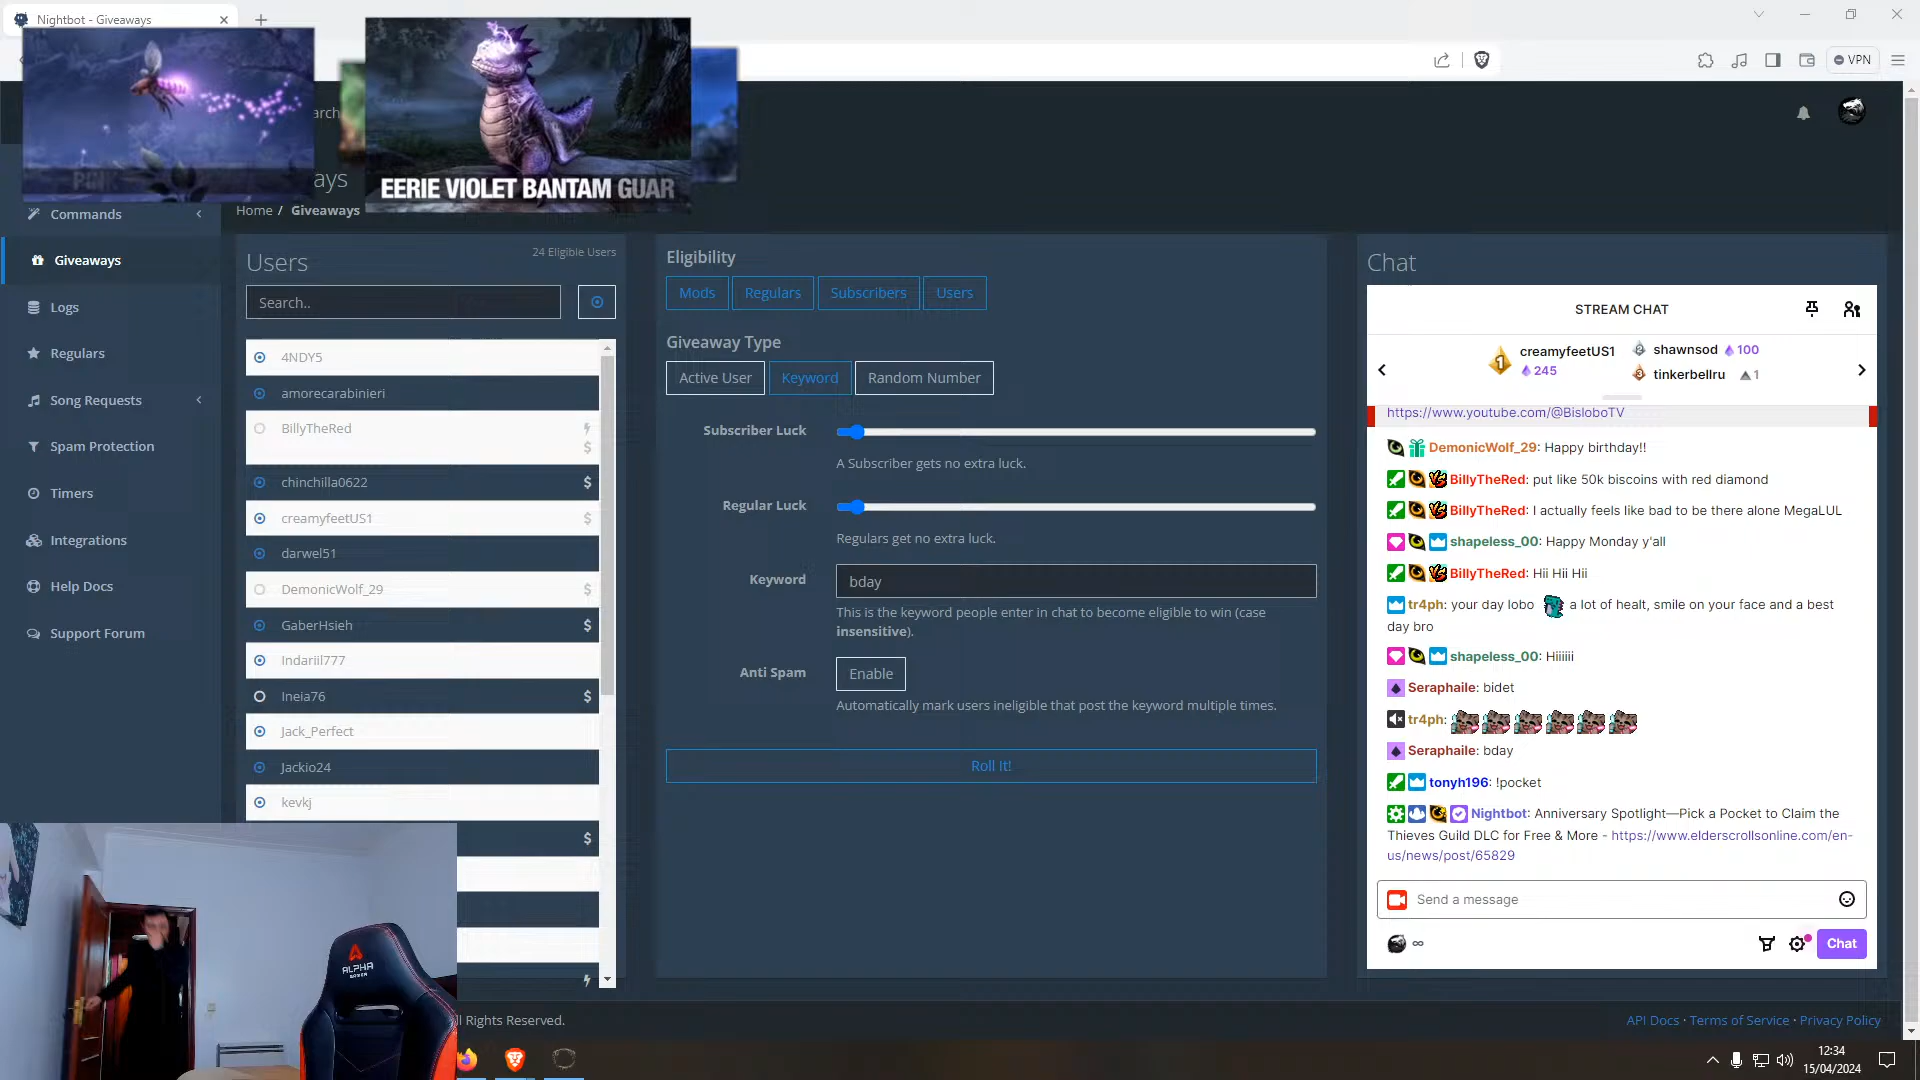 Nightbot - Giveaways
VPN
arch
EERIE VIOLET BANTAM GUAR
ays
Home / Giveaways
Commands
Giveaways
Logs
Regulars
Song Requests
Spam Protection
Timers
Integrations
Help Docs
Support Forum
Users
24 Eligible Users
Search..
4NDY5
amorecarabinieri
BillyTheRed
$
chinchilla0622 $
creamyfeetUS1 $
darwel51
DemonicWolf_29 $
GaberHsieh $
Indariil777
Ineia76 $
Jack_Perfect
Jackio24
kevkj
$
Eligibility
Mods Regulars Subscribers Users
Giveaway Type
Active User Keyword Random Number
Subscriber Luck
A Subscriber gets no extra luck.
Regular Luck
Regulars get no extra luck.
Keyword bday
This is the keyword people enter in chat to become eligible to win (case
insensitive).
Anti Spam Enable
Automatically mark users ineligible that post the keyword multiple times.
Roll It!
Chat
STREAM CHAT
1 creamyfeetUS1 245
2 shawnsod 100
3 tinkerbellru 1
https://www.youtube.com/@BisloboTV
DemonicWolf_29: Happy birthday!!
BillyTheRed: put like 50k biscoins with red diamond
BillyTheRed: I actually feels like bad to be there alone MegaLUL
shapeless_00: Happy Monday y'all
BillyTheRed: Hii Hii Hii
tr4ph: your day lobo a lot of healt, smile on your face and a best
day bro
shapeless_00: Hiiiiii
Seraphaile: bidet
tr4ph:
Seraphaile: bday
tonyh196: !pocket
Nightbot: Anniversary Spotlight—Pick a Pocket to Claim the
Thieves Guild DLC for Free & More - https://www.elderscrollsonline.com/en-
us/news/post/65829
Send a message
∞
Chat
ALPHA
GAMER
ll Rights Reserved.
API Docs · Terms of Service · Privacy Policy
12:34
15/04/2024